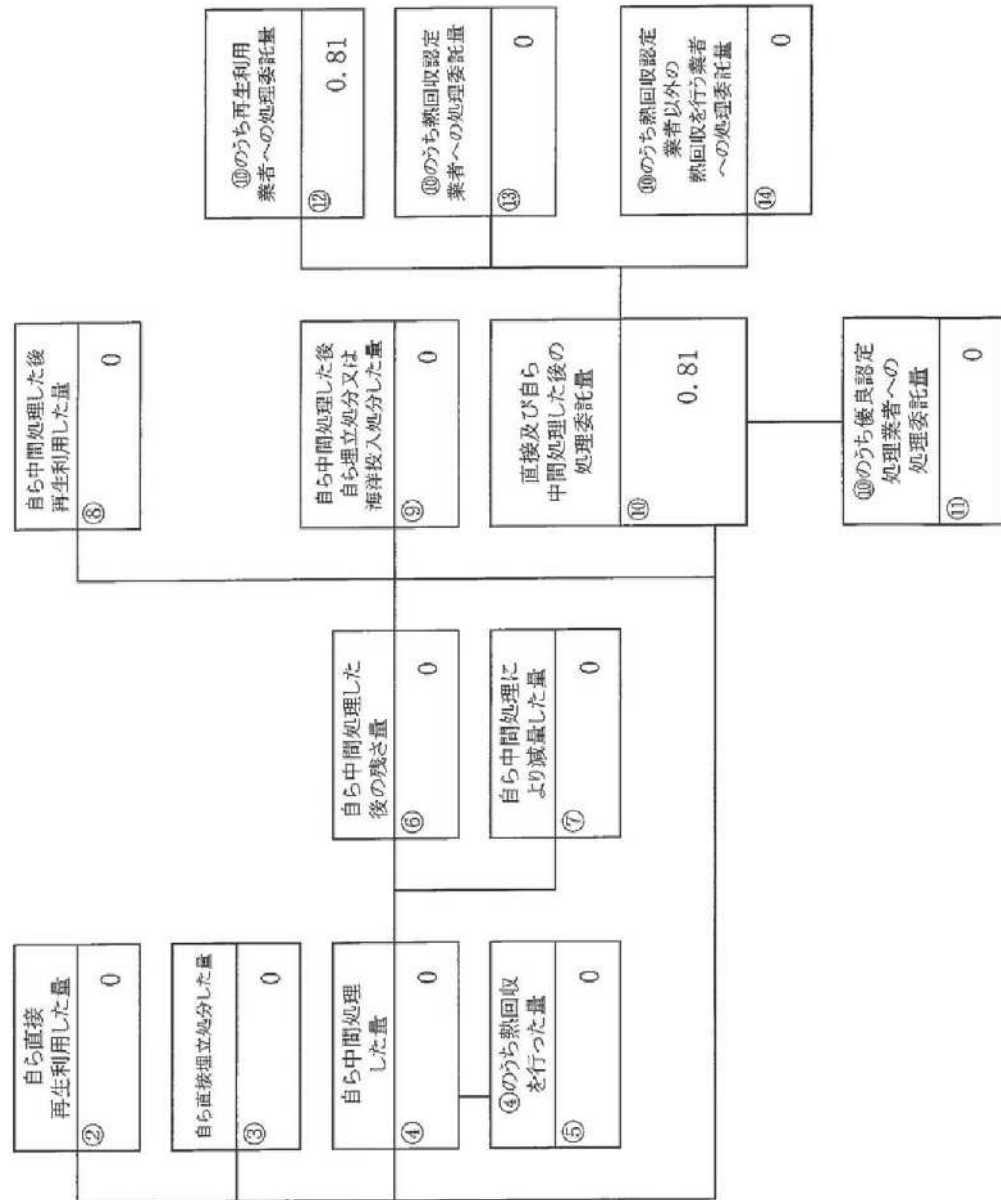 自ら直接
再生利用した量
②
0
自ら直接埋立処分した量
③
0
自ら中間処理
した量
④
0
④のうち熱回収
を行った量
⑤
0
自ら中間処理した
後の残さ量
⑥
0
自ら中間処理に
より減量した量
⑦
0
自ら中間処理した後
再生利用した量
⑧
0
自ら中間処理した後
自ら埋立処分又は
海洋投入処分した量
⑨
0
直接及び自ら
中間処理した後の
処理委託量
⑩
0.81
⑩のうち優良認定
処理業者への
処理委託量
⑪
0
⑩のうち再生利用
業者への処理委託量
⑫
0.81
⑩のうち熱回収認定
業者への処理委託量
⑬
0
⑩のうち熱回収認定
業者以外の
熱回収を行う業者
への処理委託量
⑭
0